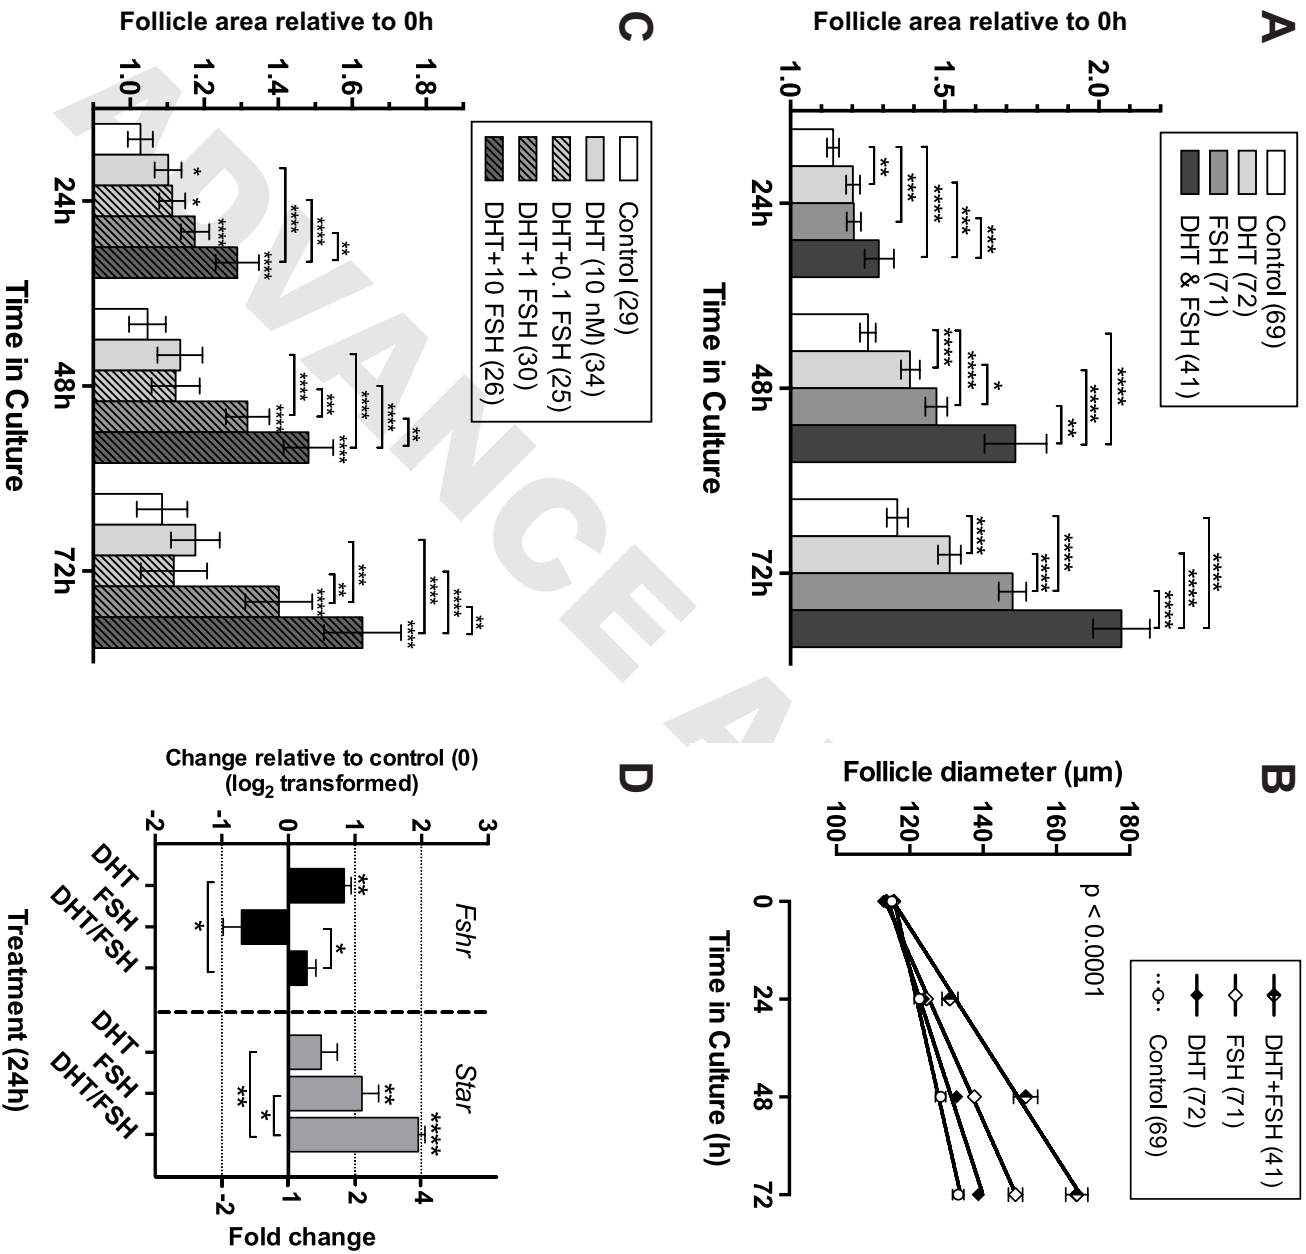 A
Follicle area relative to 0h
1.0
1.5
2.0
Control (69)
DHT (72)
FSH (71)
DHT & FSH (41)
**
***
****
***
***
****
****
*
**
****
****
****
****
****
****
****
****
24h
48h
72h
Time in Culture
B
Follicle diameter (µm)
100
120
140
160
180
p < 0.0001
DHT+FSH (41)
FSH (71)
DHT (72)
Control (69)
0
24
48
72
Time in Culture (h)
C
Follicle area relative to 0h
1.0
1.2
1.4
1.6
1.8
Control (29)
DHT (10 nM) (34)
DHT+0.1 FSH (25)
DHT+1 FSH (30)
DHT+10 FSH (26)
*
*
****
****
****
****
**
****
****
****
***
****
****
**
****
****
**
***
****
****
**
24h
48h
72h
Time in Culture
D
Change relative to control (0)
(log2 transformed)
-2
-1
0
1
2
3
Fshr
Star
**
*
*
**
****
*
**
DHT
FSH
DHT/FSH
DHT
FSH
DHT/FSH
Treatment (24h)
-2
1
2
4
Fold change
ADVANCE A